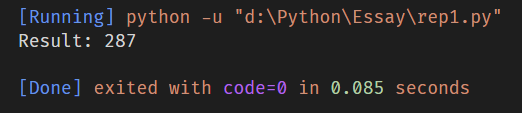 [Running] python -u "d:\Python\Essay\rep1.py"
Result: 287
[Done] exited with code=0 in 0.085 seconds